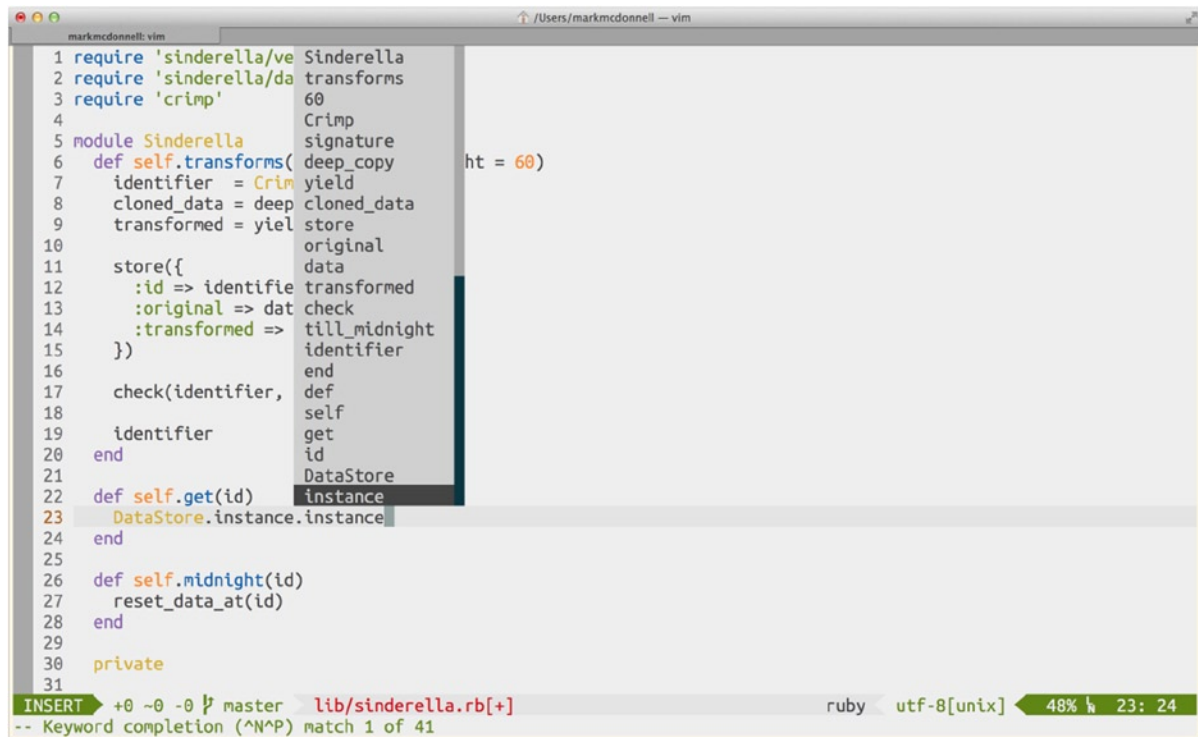 /Users/markmcdonnell — vim
markmcdonnell: vim
1 require 'sinderella/ve Sinderella
2 require 'sinderella/da transforms
3 require 'crimp' 60
4 Crimp
5 module Sinderella signature
6 def self.transforms( deep_copy ht = 60)
7 identifier = Crim yield
8 cloned_data = deep cloned_data
9 transformed = yiel store
10 original
11 store({ data
12 :id => identifie transformed
13 :original => dat check
14 :transformed => till_midnight
15 }) identifier
16 end
17 check(identifier, def
18 self
19 identifier get
20 end id
21 DataStore
22 def self.get(id) instance
23 DataStore.instance.instance
24 end
25
26 def self.midnight(id)
27 reset_data_at(id)
28 end
29
30 private
31
INSERT +0 ~0 -0 master lib/sinderella.rb[+] ruby utf-8[unix] 48% 23: 24
-- Keyword completion (^N^P) match 1 of 41